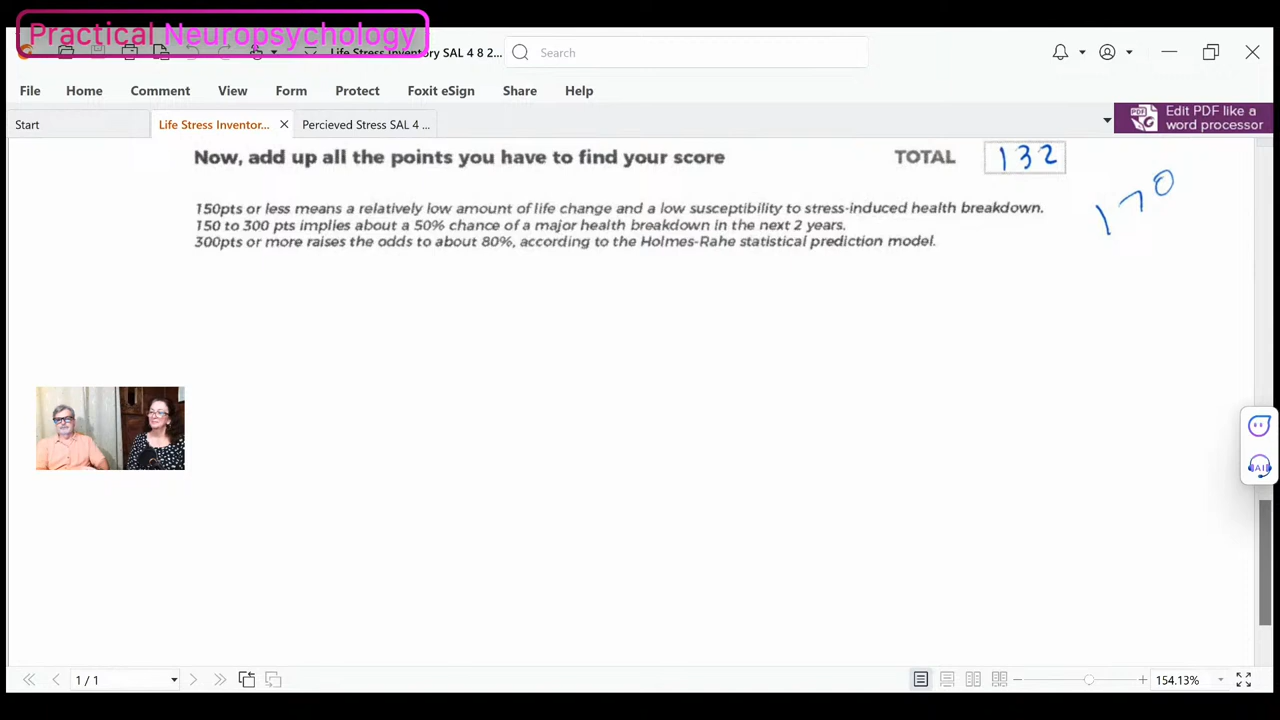 Practical Neuropsychology
Life Stress Inventory SAL 4 8 2...
Search
File
Home
Comment
View
Form
Protect
Foxit eSign
Share
Help
Start
Life Stress Inventor...
Percieved Stress SAL 4 ...
Edit PDF like a
word processor
Now, add up all the points you have to find your score
TOTAL
132
170
150pts or less means a relatively low amount of life change and a low susceptibility to stress-induced health breakdown.
150 to 300 pts implies about a 50% chance of a major health breakdown in the next 2 years.
300pts or more raises the odds to about 80%, according to the Holmes-Rahe statistical prediction model.
AI
1 / 1
154.13%